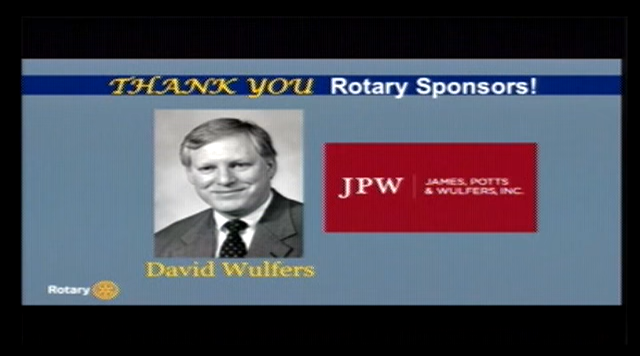 THANK YOU Rotary Sponsors!
JPW
JAMES, POTTS
& WULFERS, INC.
David Wulfers
Rotary